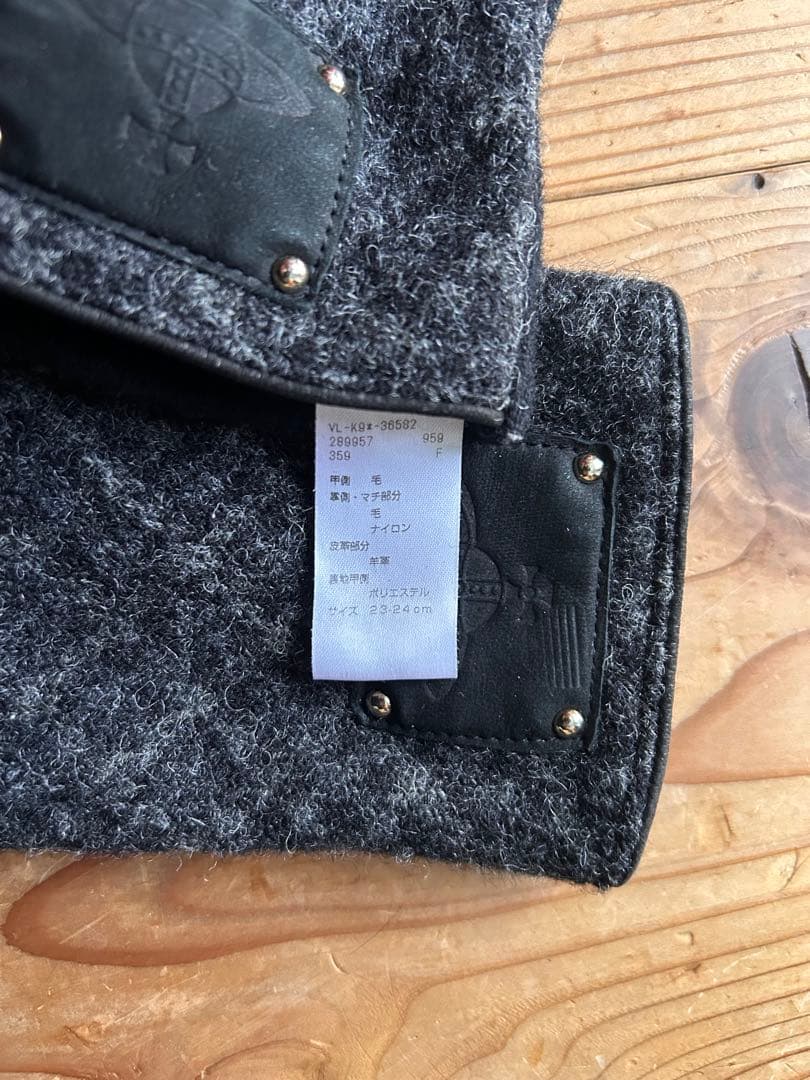 VL-K9*-36582
289957 959
359 F
甲側 毛
掌側・マチ部分
毛
ナイロン
皮革部分
羊革
裏地甲側
ポリエステル
サイズ 23-24cm